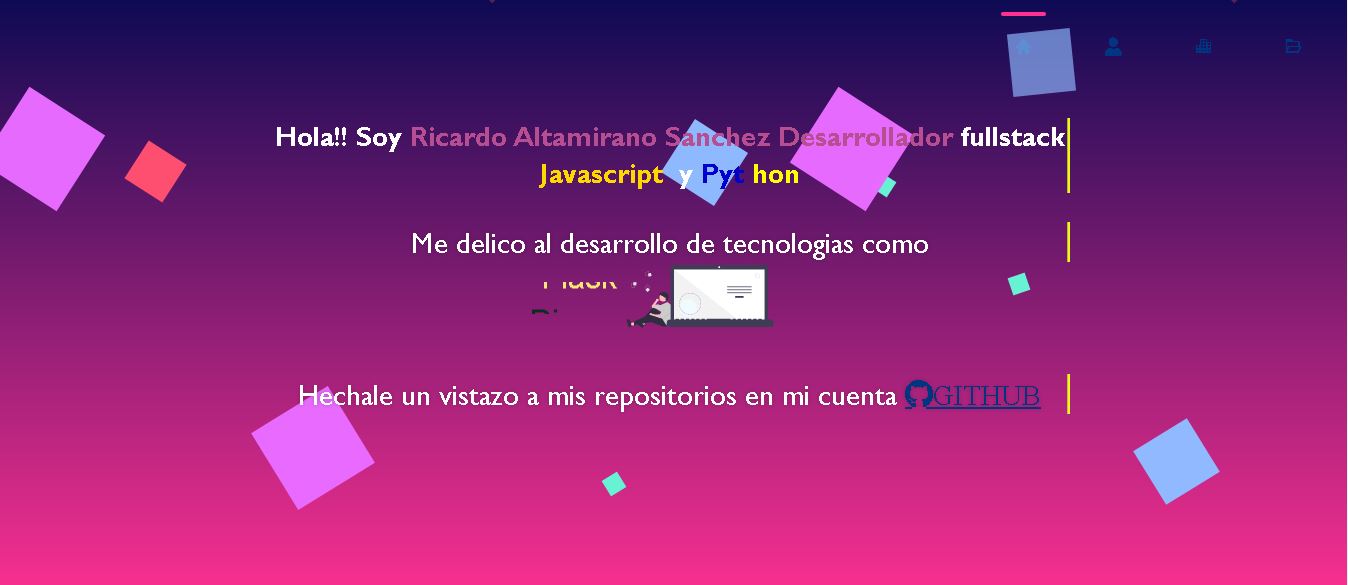 Hola!! Soy Ricardo Altamirano Sanchez Desarrollador fullstack
Javascript y Pyt hon
Me delico al desarrollo de tecnologias como
Flask
Hechale un vistazo a mis repositorios en mi cuenta GITHUB